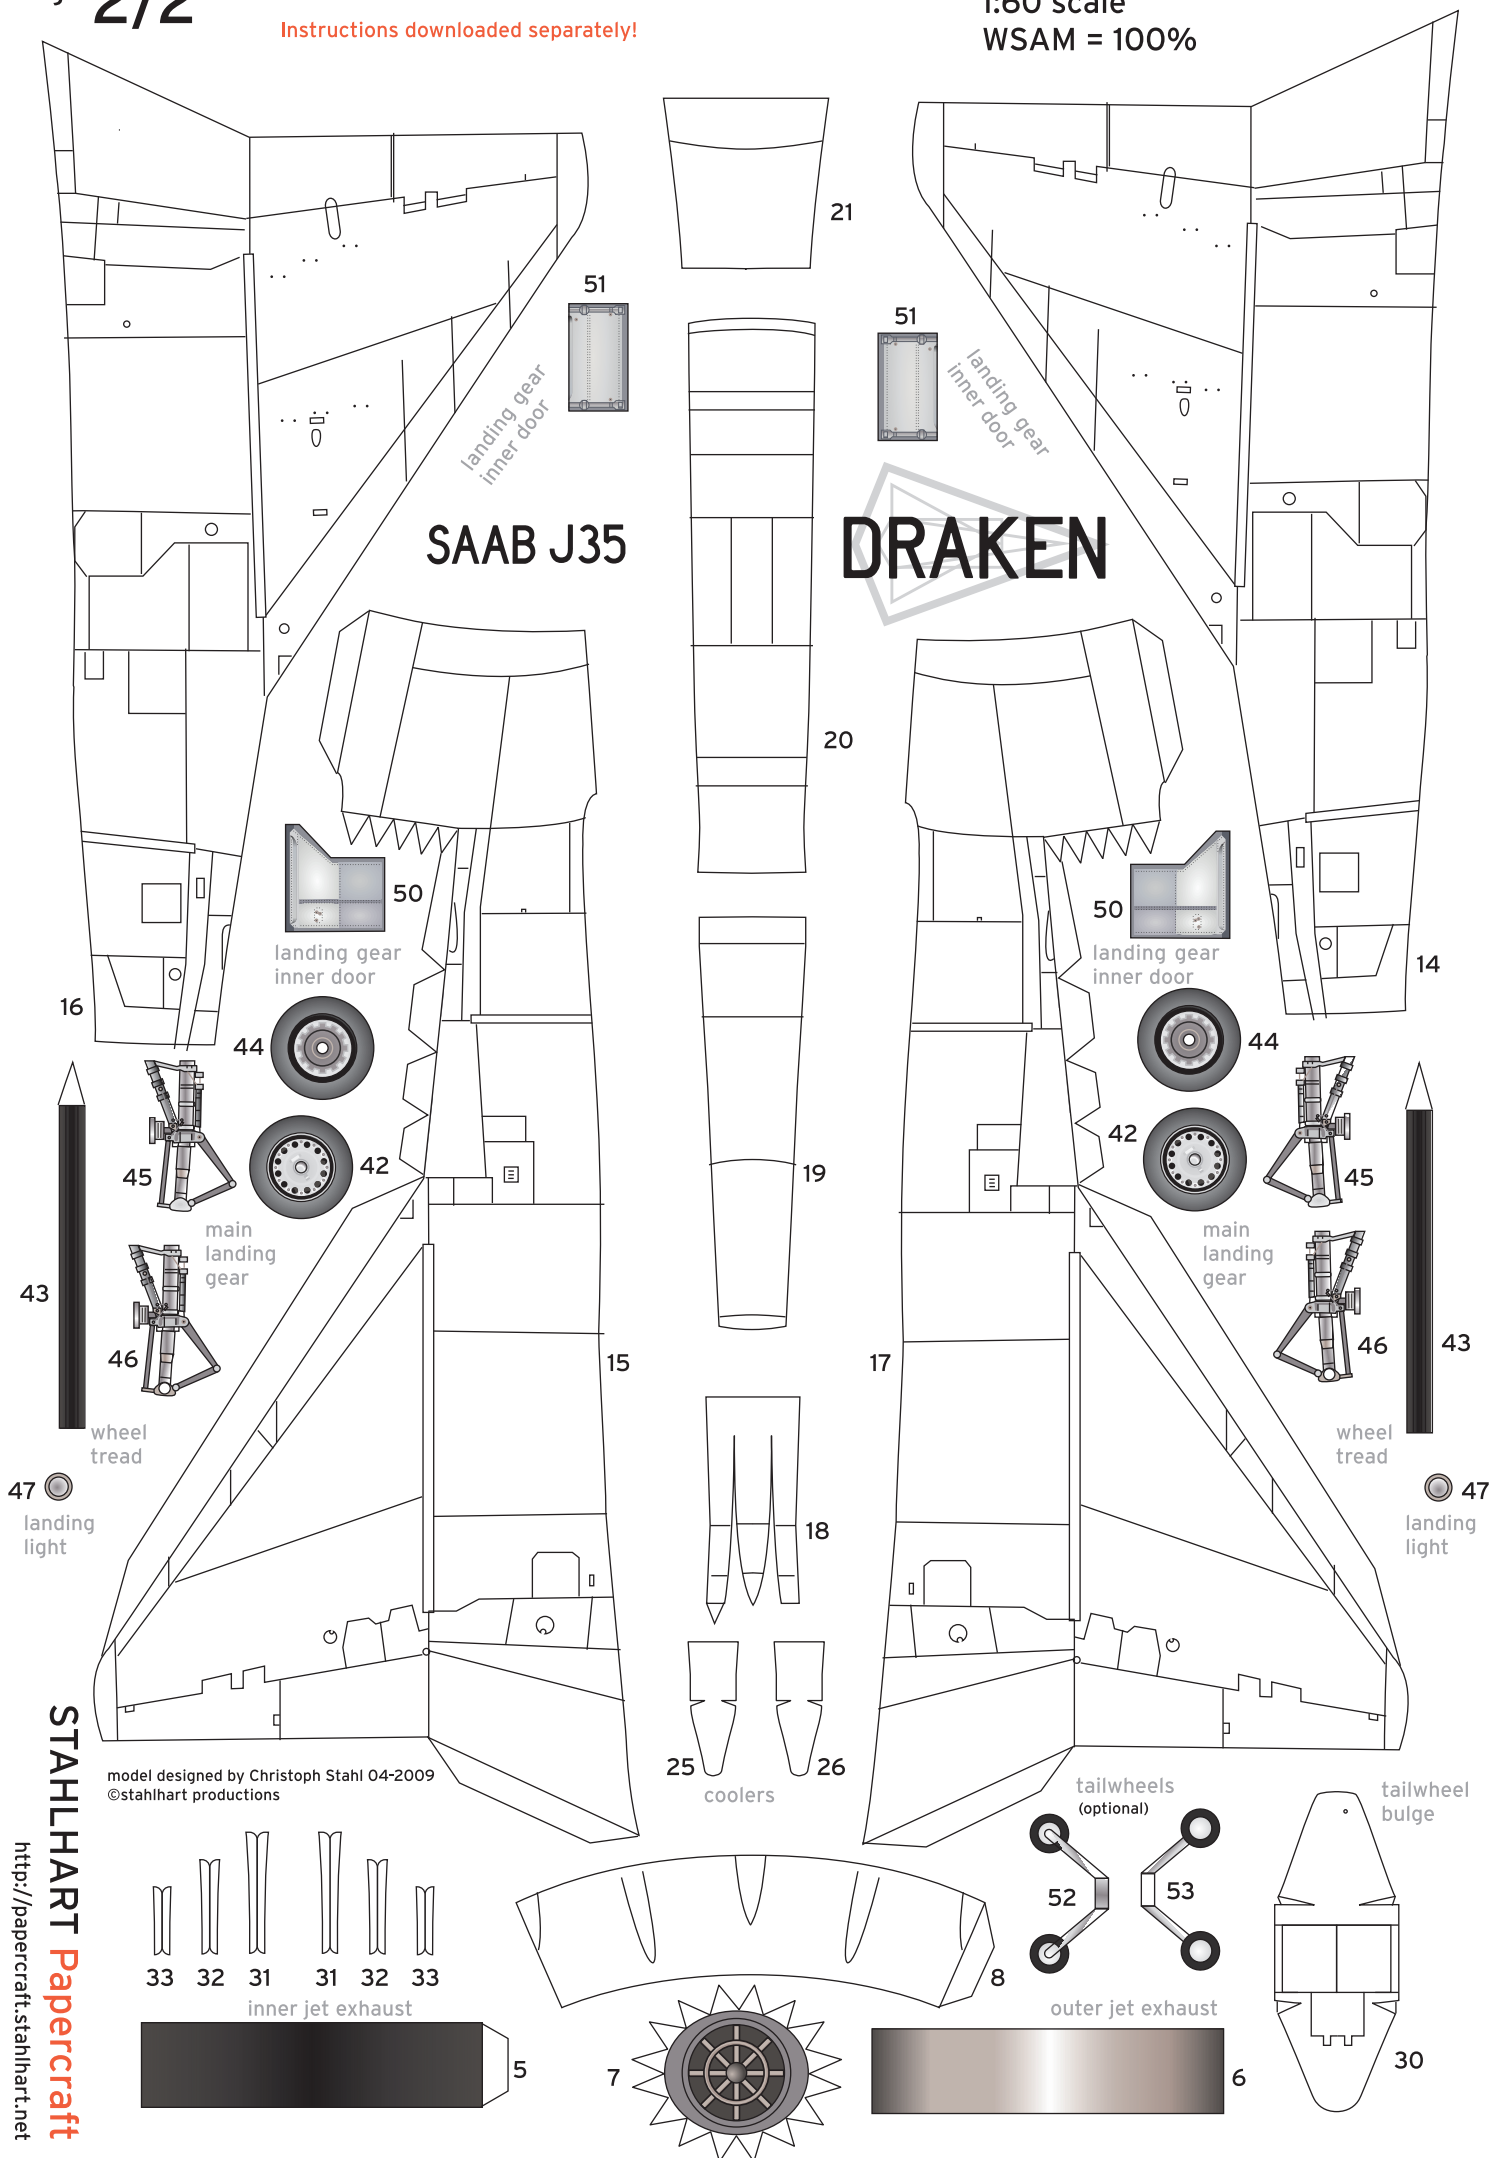 2/2
Instructions downloaded separately!
1:60 scale
WSAM = 100%
21
51
landing gear
inner door
51
landing gear
inner door
SAAB J35
DRAKEN
20
50
landing gear
inner door
50
landing gear
inner door
16
14
44
44
45
42
42
45
main
landing
gear
19
main
landing
gear
43
46
15
17
46
43
wheel
tread
wheel
tread
47
landing
light
18
47
landing
light
25
26
coolers
model designed by Christoph Stahl 04-2009
©stahlhart productions
tailwheels
(optional)
tailwheel
bulge
52
53
33
32
31
31
32
33
8
inner jet exhaust
outer jet exhaust
5
7
6
30
STAHLHART Papercraft
http://papercraft.stahlhart.net